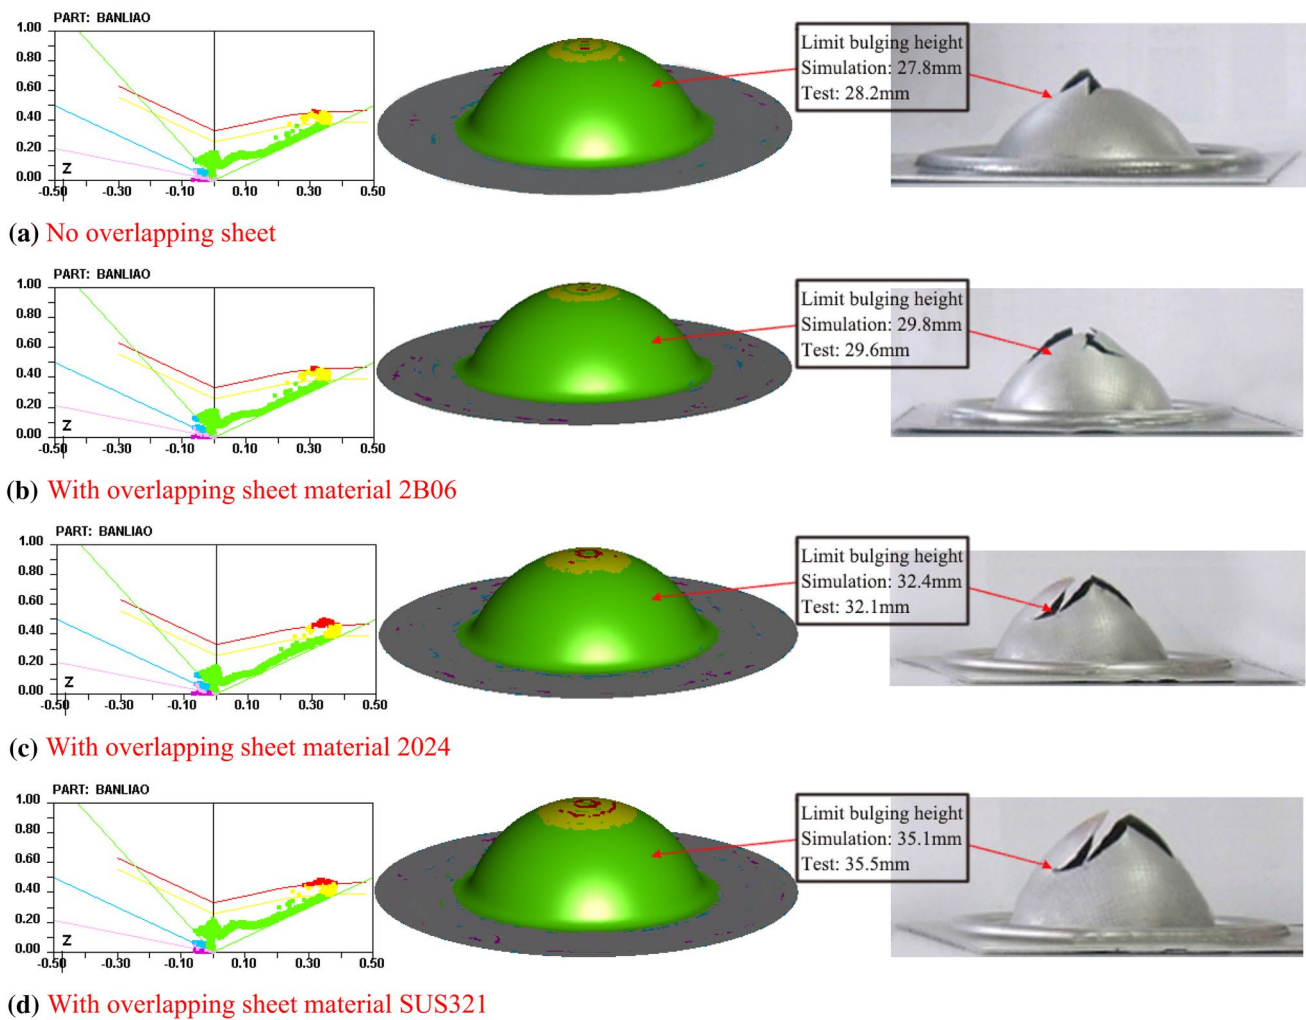 PART: BANLIAO
1.00
0.80
0.60
0.40
0.20
0.00
Z
-0.50 -0.30 -0.10 0.10 0.30 0.50
Limit bulging height
Simulation: 27.8mm
Test: 28.2mm
(a) No overlapping sheet
PART: BANLIAO
1.00
0.80
0.60
0.40
0.20
0.00
Z
-0.50 -0.30 -0.10 0.10 0.30 0.50
Limit bulging height
Simulation: 29.8mm
Test: 29.6mm
(b) With overlapping sheet material 2B06
PART: BANLIAO
1.00
0.80
0.60
0.40
0.20
0.00
Z
-0.50 -0.30 -0.10 0.10 0.30 0.50
Limit bulging height
Simulation: 32.4mm
Test: 32.1mm
(c) With overlapping sheet material 2024
PART: BANLIAO
1.00
0.80
0.60
0.40
0.20
0.00
Z
-0.50 -0.30 -0.10 0.10 0.30 0.50
Limit bulging height
Simulation: 35.1mm
Test: 35.5mm
(d) With overlapping sheet material SUS321